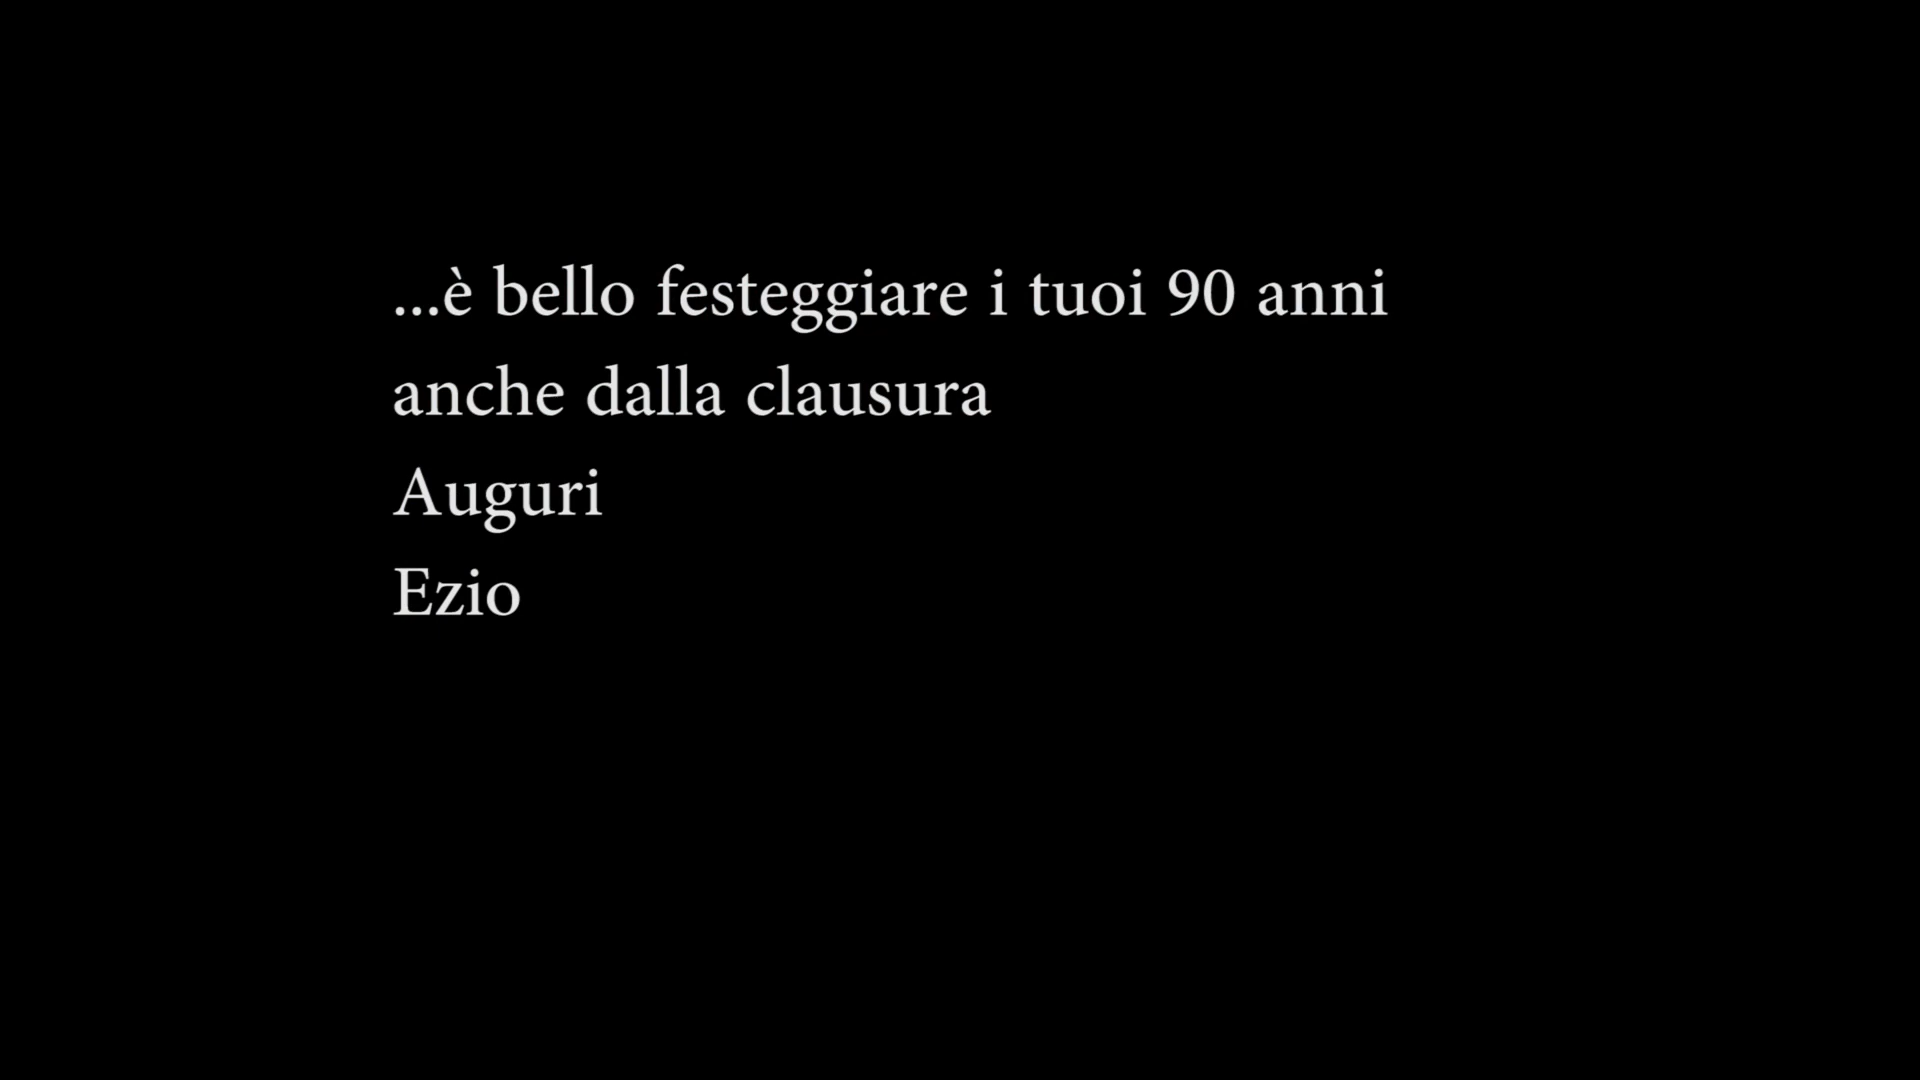 ...è bello festeggiare i tuoi 90 anni
anche dalla clausura
Auguri
Ezio